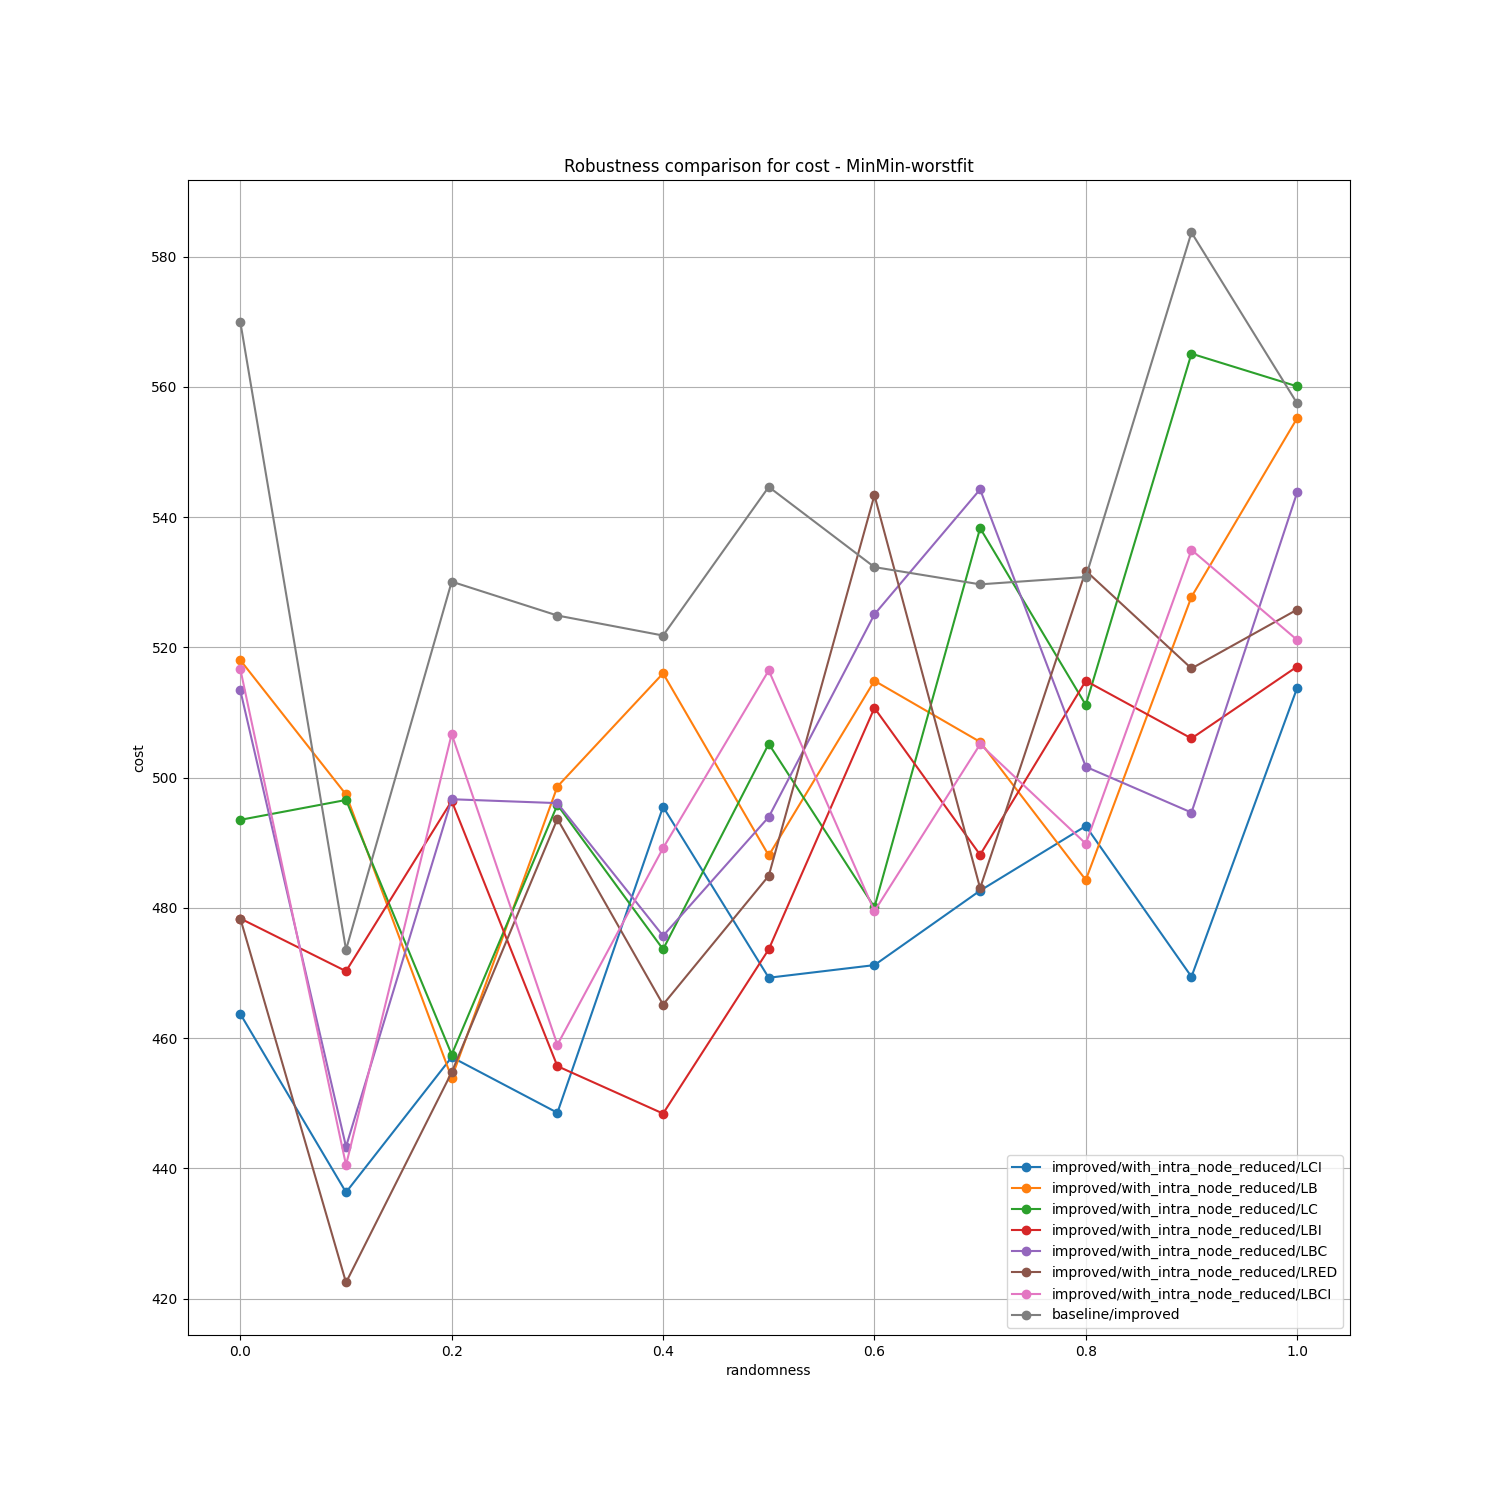 Robustness comparison for cost - MinMin-worstfit
580
560
540
520
500
480
460
440
420
cost
0.0
0.2
0.4
0.6
0.8
1.0
randomness
improved/with_intra_node_reduced/LCI
improved/with_intra_node_reduced/LB
improved/with_intra_node_reduced/LC
improved/with_intra_node_reduced/LBI
improved/with_intra_node_reduced/LBC
improved/with_intra_node_reduced/LRED
improved/with_intra_node_reduced/LBCI
baseline/improved